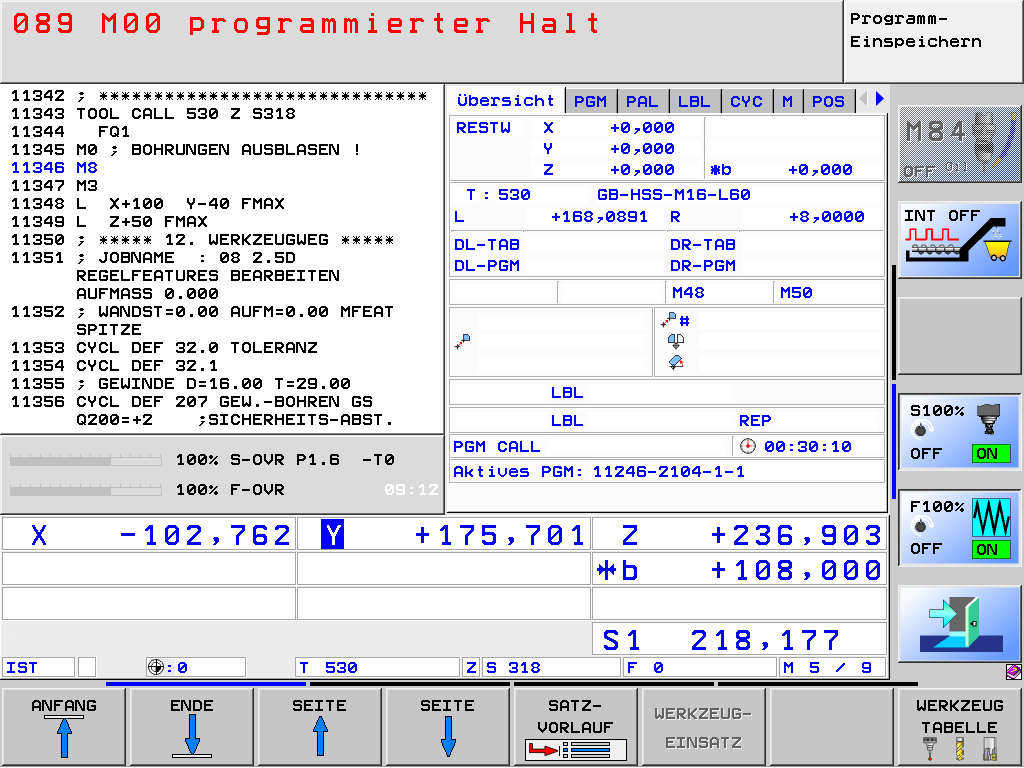 089 M00 programmierter Halt
Programm-
Einspeichern
11342 ; ******************************
11343 TOOL CALL 530 Z S318
11344 FQ1
11345 M0 ; BOHRUNGEN AUSBLASEN !
11346 M8
11347 M3
11348 L X+100 Y-40 FMAX
11349 L Z+50 FMAX
11350 ; ***** 12. WERKZEUGWEG *****
11351 ; JOBNAME : 08 2.5D
REGELFEATURES BEARBEITEN
AUFMASS 0.000
11352 ; WANDST=0.00 AUFM=0.00 MFEAT
SPITZE
11353 CYCL DEF 32.0 TOLERANZ
11354 CYCL DEF 32.1
11355 ; GEWINDE D=16.00 T=29.00
11356 CYCL DEF 207 GEW.-BOHREN GS
Q200=+2 ;SICHERHEITS-ABST.
100% S-OVR P1.6 -T0
100% F-OVR 09:12
Übersicht PGM PAL LBL CYC M POS
RESTW X +0,000
Y +0,000
Z +0,000 *b +0,000
T : 530 GB-HSS-M16-L60
L +168,0891 R +8,0000
DL-TAB DR-TAB
DL-PGM DR-PGM
M48 M50
#
LBL
LBL REP
PGM CALL 00:30:10
Aktives PGM: 11246-2104-1-1
M84
OFF 011
INT OFF
S100%
OFF ON
F100%
OFF ON
X -102,762 Y +175,701 Z +236,903
*b +108,000
S1 218,177
IST :0 T 530 Z S 318 F 0 M 5 / 9
ANFANG
ENDE
SEITE
SEITE
SATZ-
VORLAUF
WERKZEUG-
EINSATZ
WERKZEUG
TABELLE